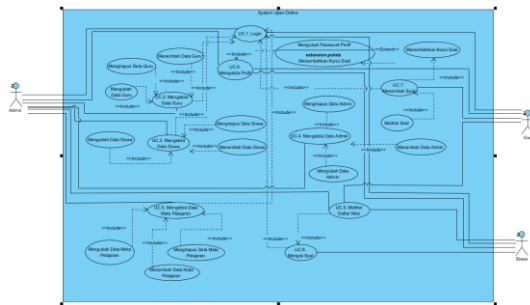 System Ujian Online
UC.1. Login
Menambah Data Guru
Menghapus Data Guru
Mengubah Data Guru
UC.2. Mengelola Data Guru
UC.6. Mengelola Profil
Mengubah Password Profil
extension points
Menambahkan Kunci Soal
<<Extend>>
Menambahkan Kunci Soal
UC.7. Menambah Soal
Melihat Soal
Menghapus Data Siswa
UC.3. Mengelola Data Siswa
Mengubah Data Siswa
Menambah Data Siswa
Menghapus Data Admin
UC.4. Mengelola Data Admin
Menambah Data Admin
Mengubah Data Admin
UC.5. Mengelola Data Mata Pelajaran
Mengubah Data Mata Pelajaran
Menghapus Data Mata Pelajaran
Menambah Data Mata Pelajaran
UC.9. Melihat Daftar Nilai
UC.8. Mengisi Soal
<<Include>>
Admin
Siswa